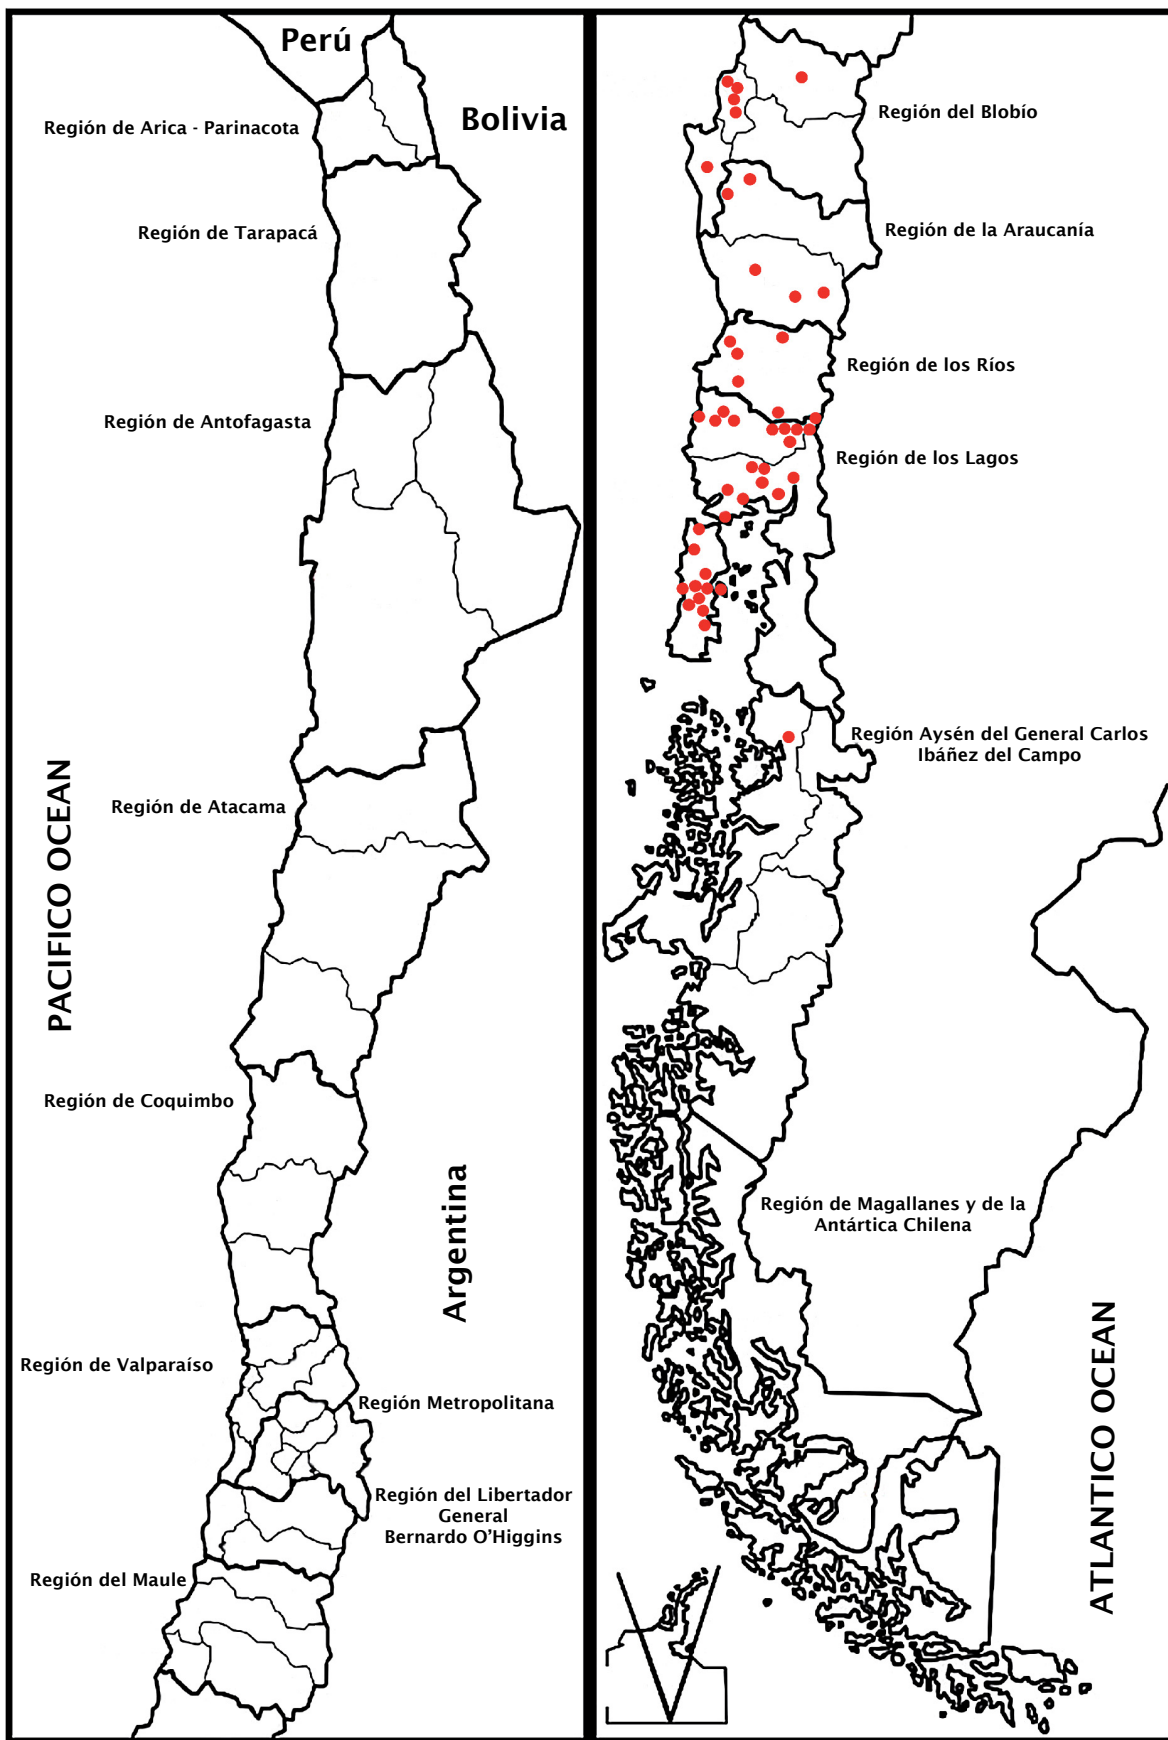 Perú
Bolivia
Región de Arica - Parinacota
Región de Tarapacá
Región de Antofagasta
Región de Atacama
PACIFICO OCEAN
Región de Coquimbo
Argentina
Región de Valparaíso
Región Metropolitana
Región del Libertador
General
Bernardo O'Higgins
Región del Maule
Región del Blobío
Región de la Araucanía
Región de los Ríos
Región de los Lagos
Región Aysén del General Carlos
Ibáñez del Campo
Región de Magallanes y de la
Antártica Chilena
ATLANTICO OCEAN